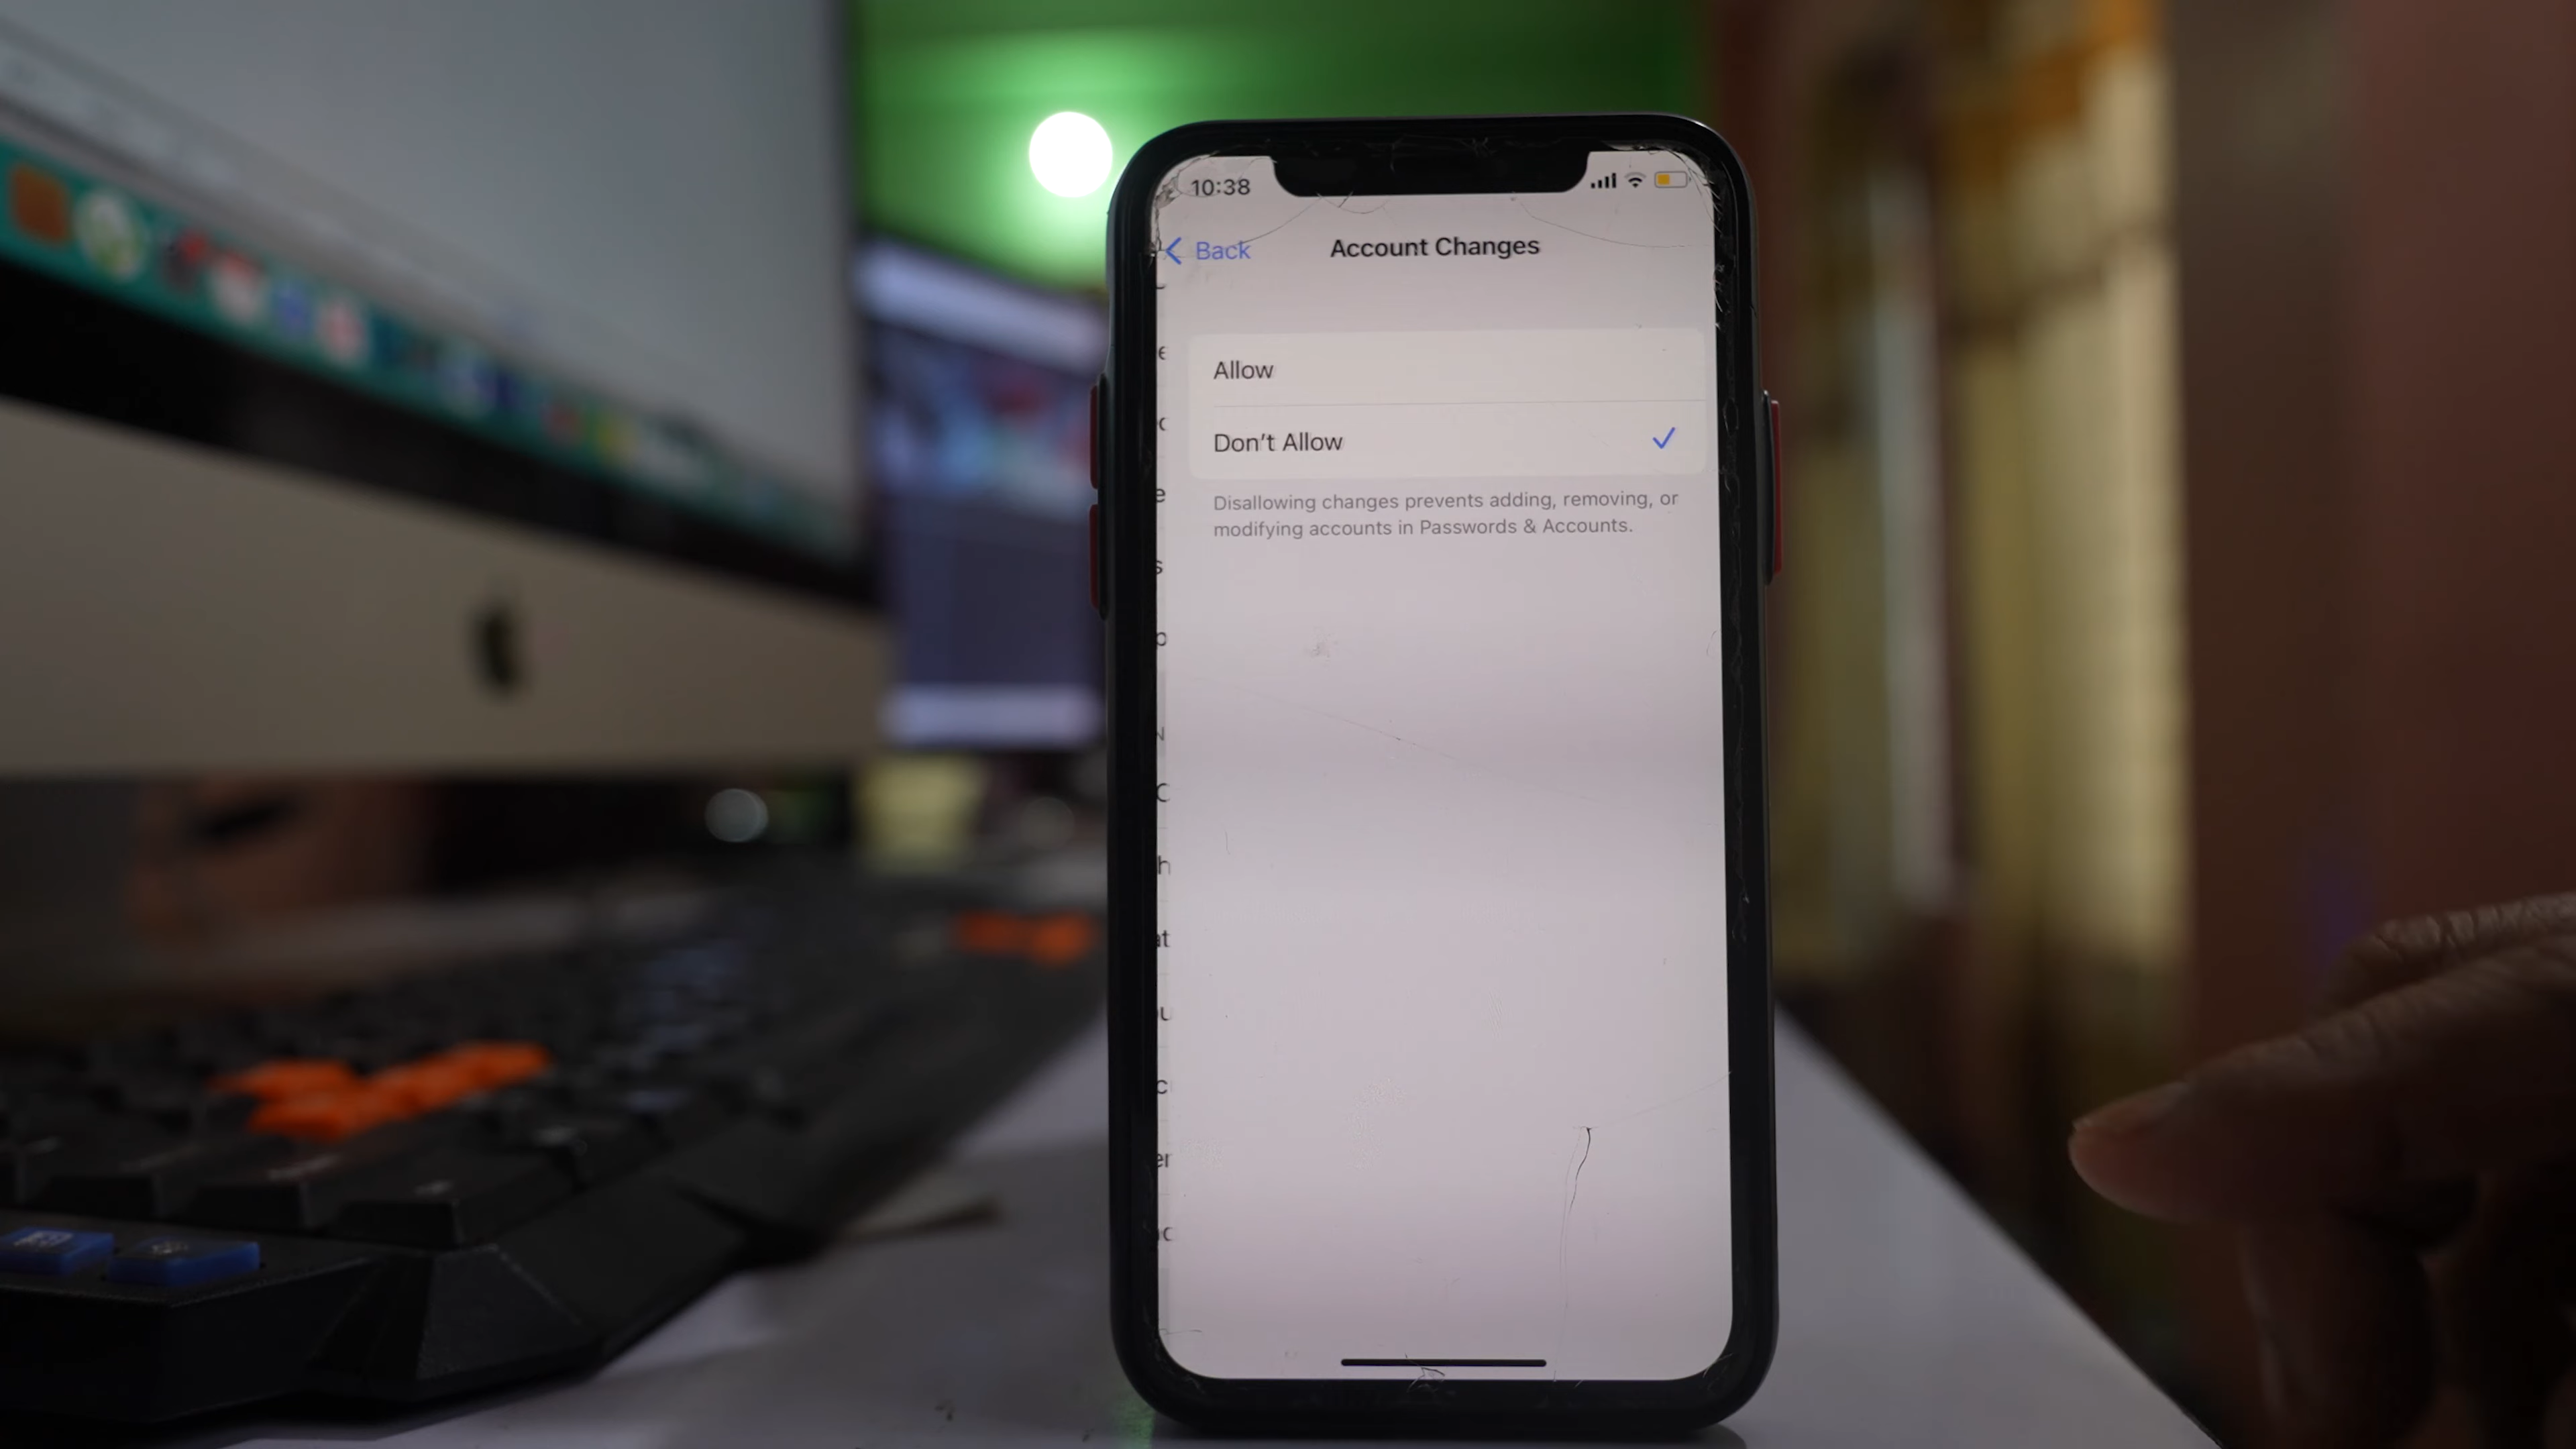 10:38
Back
Account Changes
Allow
Don't Allow
Disallowing changes prevents adding, removing, or
modifying accounts in Passwords & Accounts.